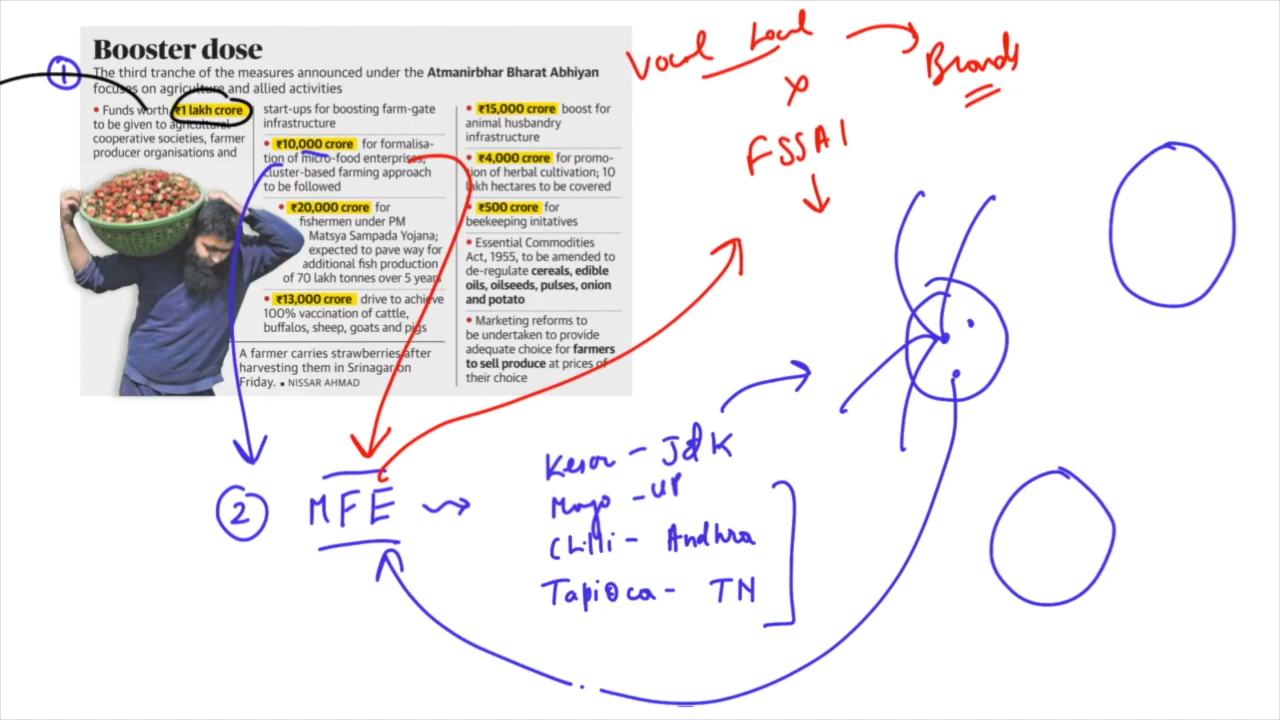 Booster dose
The third tranche of the measures announced under the Atmanirbhar Bharat Abhiyan
focuses on agriculture and allied activities
• Funds worth ₹1 lakh crore
to be given to agricultural
cooperative societies, farmer
producer organisations and
start-ups for boosting farm-gate
infrastructure
• ₹10,000 crore for formalisa-
tion of micro-food enterprises;
cluster-based farming approach
to be followed
• ₹20,000 crore for
fishermen under PM
Matsya Sampada Yojana;
expected to pave way for
additional fish production
of 70 lakh tonnes over 5 years
• ₹13,000 crore drive to achieve
100% vaccination of cattle,
buffalos, sheep, goats and pigs
A farmer carries strawberries after
harvesting them in Srinagar on
Friday. • NISSAR AHMAD
• ₹15,000 crore boost for
animal husbandry
infrastructure
• ₹4,000 crore for promo-
tion of herbal cultivation; 10
lakh hectares to be covered
• ₹500 crore for
beekeeping initatives
• Essential Commodities
Act, 1955, to be amended to
de-regulate cereals, edible
oils, oilseeds, pulses, onion
and potato
• Marketing reforms to
be undertaken to provide
adequate choice for farmers
to sell produce at prices of
their choice
1
Vocal Local → Brands
x
FSSAI
2 MFE
Kesar - J&K
Mango - UP
Chilli - Andhra
Tapioca - TN